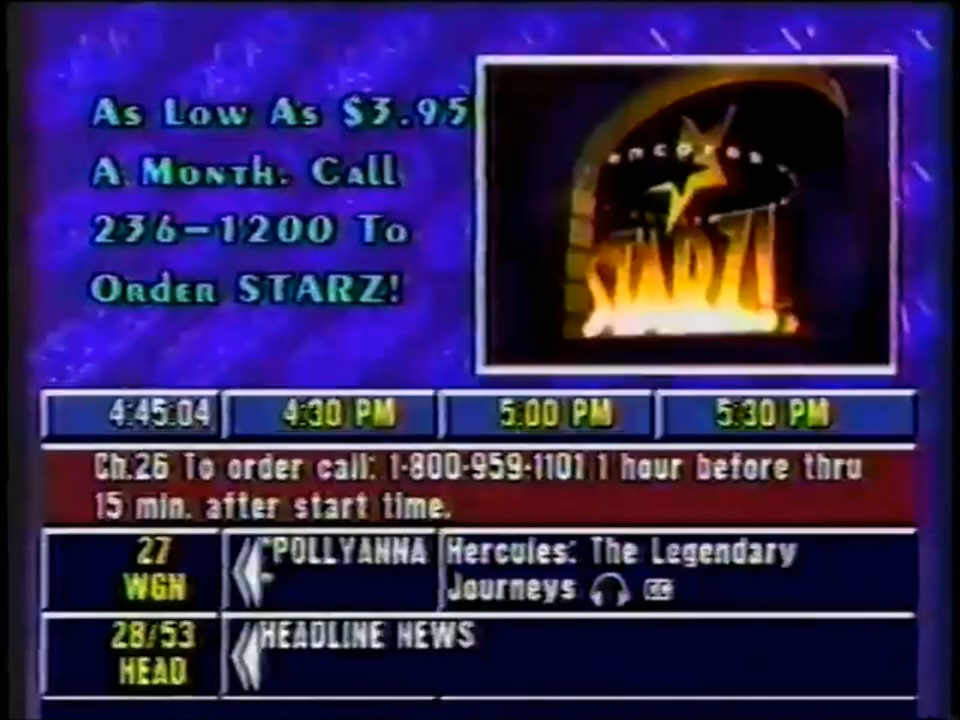 As Low As $3.95
A Month. Call
236-1200 To
Order STARZ!
encore
STARZ!
4:45:04 4:30 PM 5:00 PM 5:30 PM
Ch.26 To order call: 1-800-959-1101 1 hour before thru
15 min. after start time.
27 "POLLYANNA Hercules: The Legendary
WGN " Journeys CC
28/53 HEADLINE NEWS
HEAD